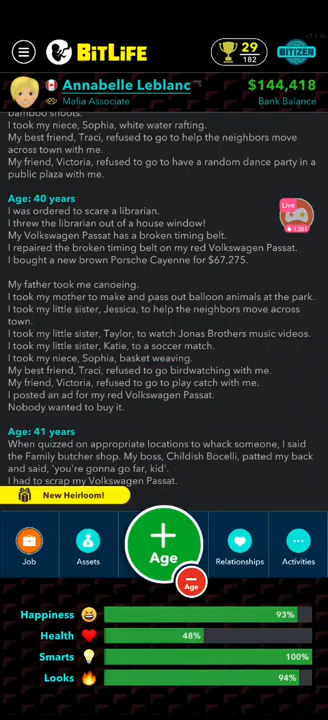 BITLIFE
29
182
BITIZEN
Annabelle Leblanc
$144,418
Mafia Associate
Bank Balance
bamboo shoots.
I took my niece, Sophia, white water rafting.
My best friend, Traci, refused to go to help the neighbors move
across town with me.
My friend, Victoria, refused to go to have a random dance party in a
public plaza with me.
Age: 40 years
I was ordered to scare a librarian.
I threw the librarian out of a house window!
My Volkswagen Passat has a broken timing belt.
I repaired the broken timing belt on my red Volkswagen Passat.
I bought a new brown Porsche Cayenne for $67,275.
Live
3,261
My father took me canoeing.
I took my mother to make and pass out balloon animals at the park.
I took my little sister, Jessica, to help the neighbors move across
town.
I took my little sister, Taylor, to watch Jonas Brothers music videos.
I took my little sister, Katie, to a soccer match.
I took my niece, Sophia, basket weaving.
My best friend, Traci, refused to go birdwatching with me.
My friend, Victoria, refused to go to play catch with me.
I posted an ad for my red Volkswagen Passat.
Nobody wanted to buy it.
Age: 41 years
When quizzed on appropriate locations to whack someone, I said
the Family butcher shop. My boss, Childish Bocelli, patted my back
and said, 'you're gonna go far, kid'.
I had to scrap my Volkswagen Passat.
New Heirloom!
Job
Assets
+
Age
Relationships
Activities
Age
Happiness
93%
Health
48%
Smarts
100%
Looks
94%